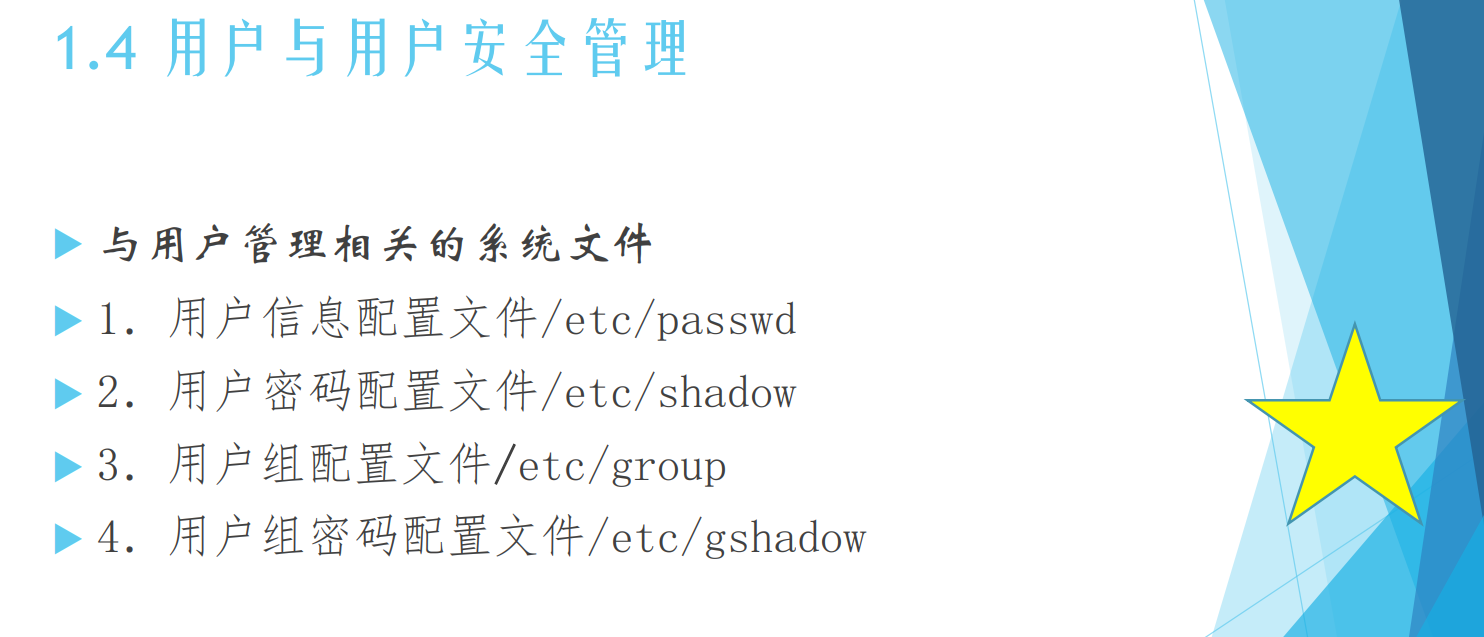 1.4 用户与用户安全管理
与用户管理相关的系统文件
1. 用户信息配置文件/etc/passwd
2. 用户密码配置文件/etc/shadow
3. 用户组配置文件/etc/group
4. 用户组密码配置文件/etc/gshadow